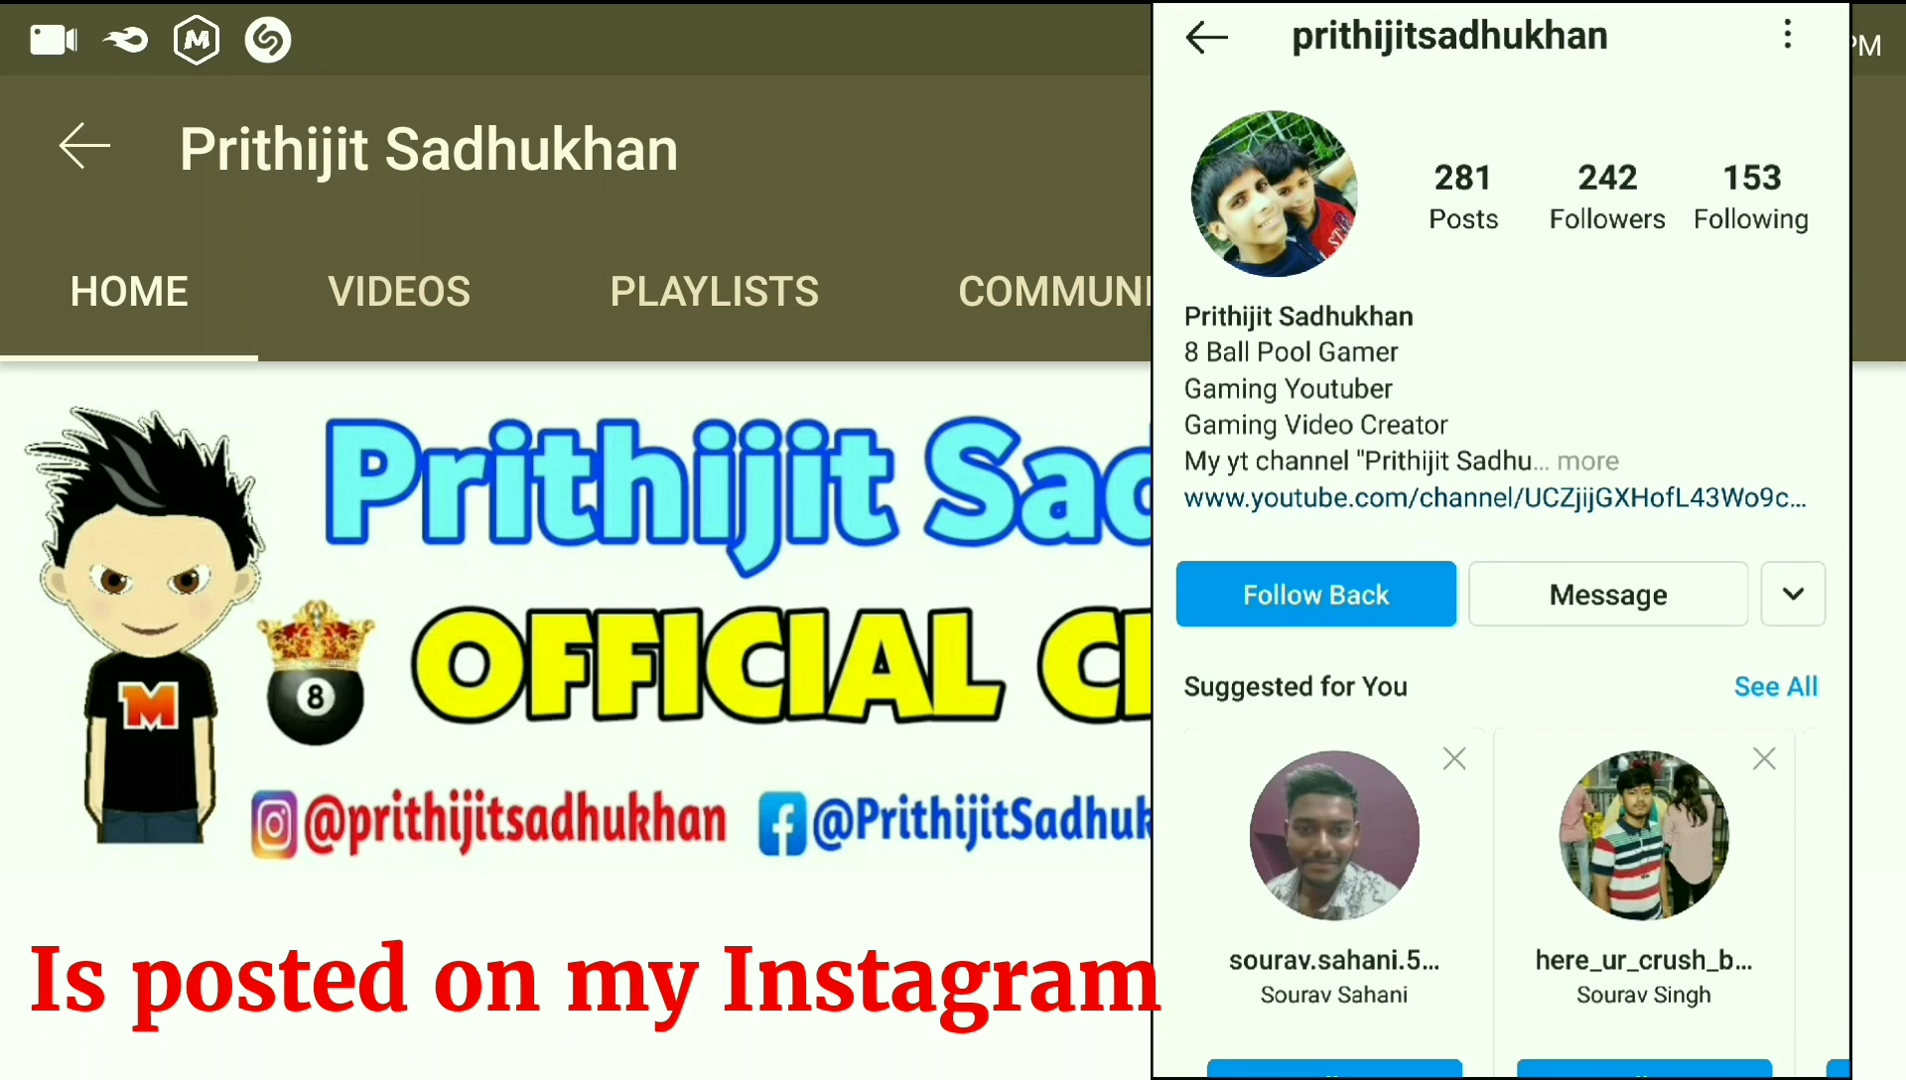 PM
Prithijit Sadhukhan
HOME VIDEOS PLAYLISTS COMMUNI
Prithijit Sad
8 OFFICIAL C
M
@prithijitsadhukhan @PrithijitSadhuk
Is posted on my Instagram
prithijitsadhukhan
281 242 153
Posts Followers Following
Prithijit Sadhukhan
8 Ball Pool Gamer
Gaming Youtuber
Gaming Video Creator
My yt channel "Prithijit Sadhu... more
www.youtube.com/channel/UCZjijGXHofL43Wo9c...
Follow Back Message
Suggested for You See All
sourav.sahani.5... here_ur_crush_b...
Sourav Sahani Sourav Singh